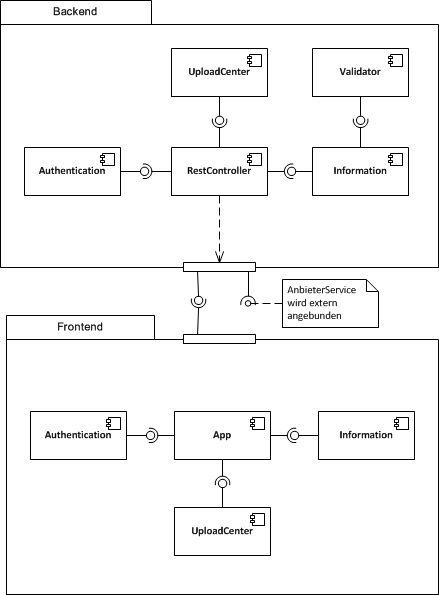 Backend
UploadCenter
Validator
Authentication
RestController
Information
AnbieterService
wird extern
angebunden
Frontend
Authentication
App
Information
UploadCenter